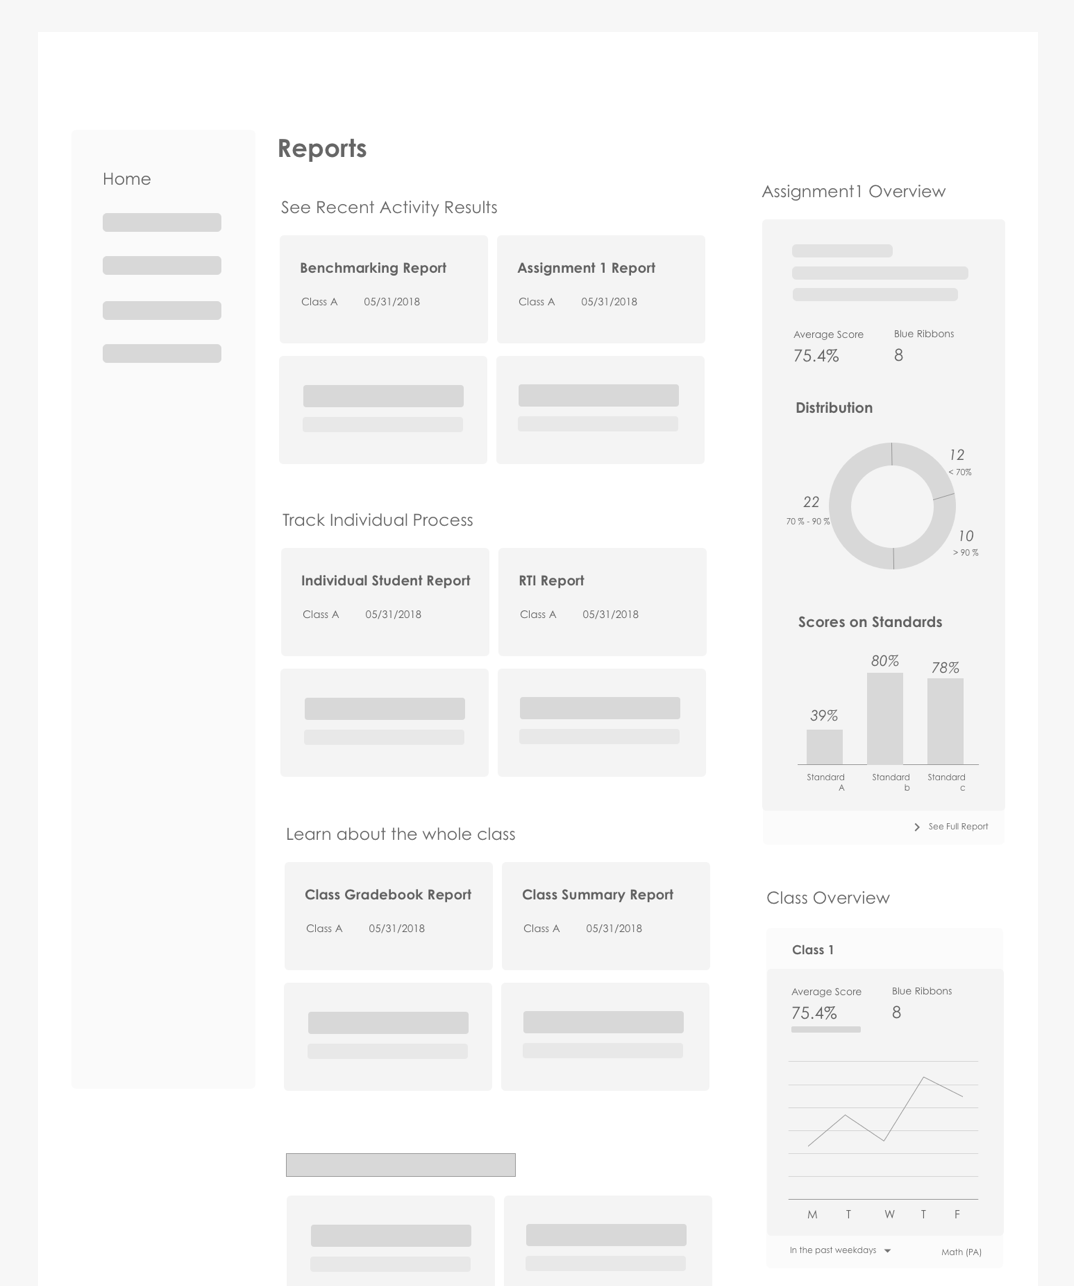 Home
Reports
See Recent Activity Results
Benchmarking Report
Class A 05/31/2018
Assignment 1 Report
Class A 05/31/2018
Track Individual Process
Individual Student Report
Class A 05/31/2018
RTI Report
Class A 05/31/2018
Learn about the whole class
Class Gradebook Report
Class A 05/31/2018
Class Summary Report
Class A 05/31/2018
Assignment1 Overview
Average Score Blue Ribbons
75.4% 8
Distribution
12
< 70%
22
70 % - 90 %
10
> 90 %
Scores on Standards
39% 80% 78%
Standard A
Standard b
Standard c
See Full Report
Class Overview
Class 1
Average Score Blue Ribbons
75.4% 8
M T W T F
In the past weekdays Math (PA)